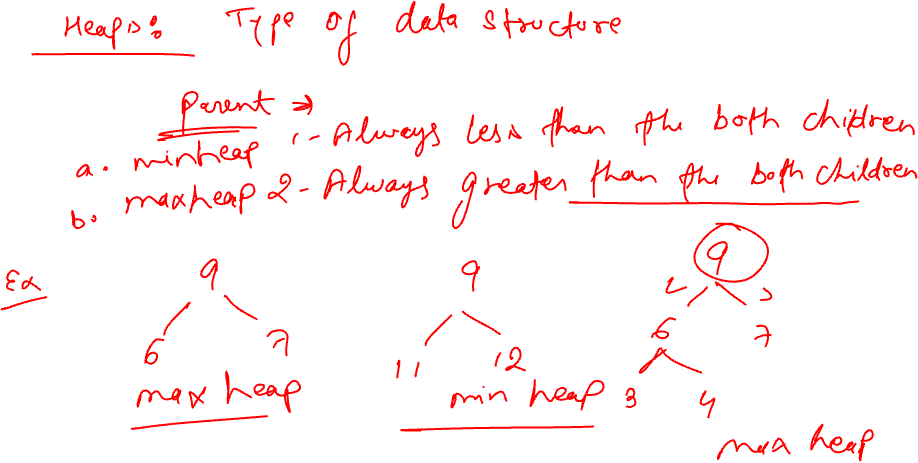 Heaps: Type of data structure
Parent →
a. minheap 1- Always less than the both children
b. maxheap 2- Always greater than the both children
Ex
9 9 9
6 7 11 12 6 7
max heap min heap 3 4
max heap